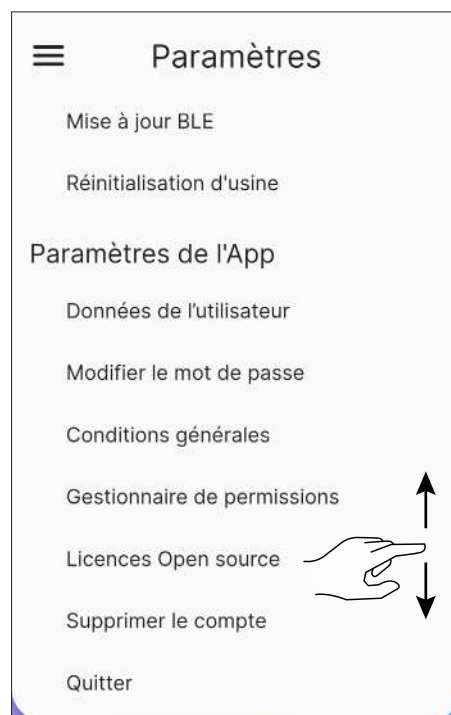 Paramètres
Mise à jour BLE
Réinitialisation d'usine
Paramètres de l'App
Données de l’utilisateur
Modifier le mot de passe
Conditions générales
Gestionnaire de permissions
Licences Open source
Supprimer le compte
Quitter